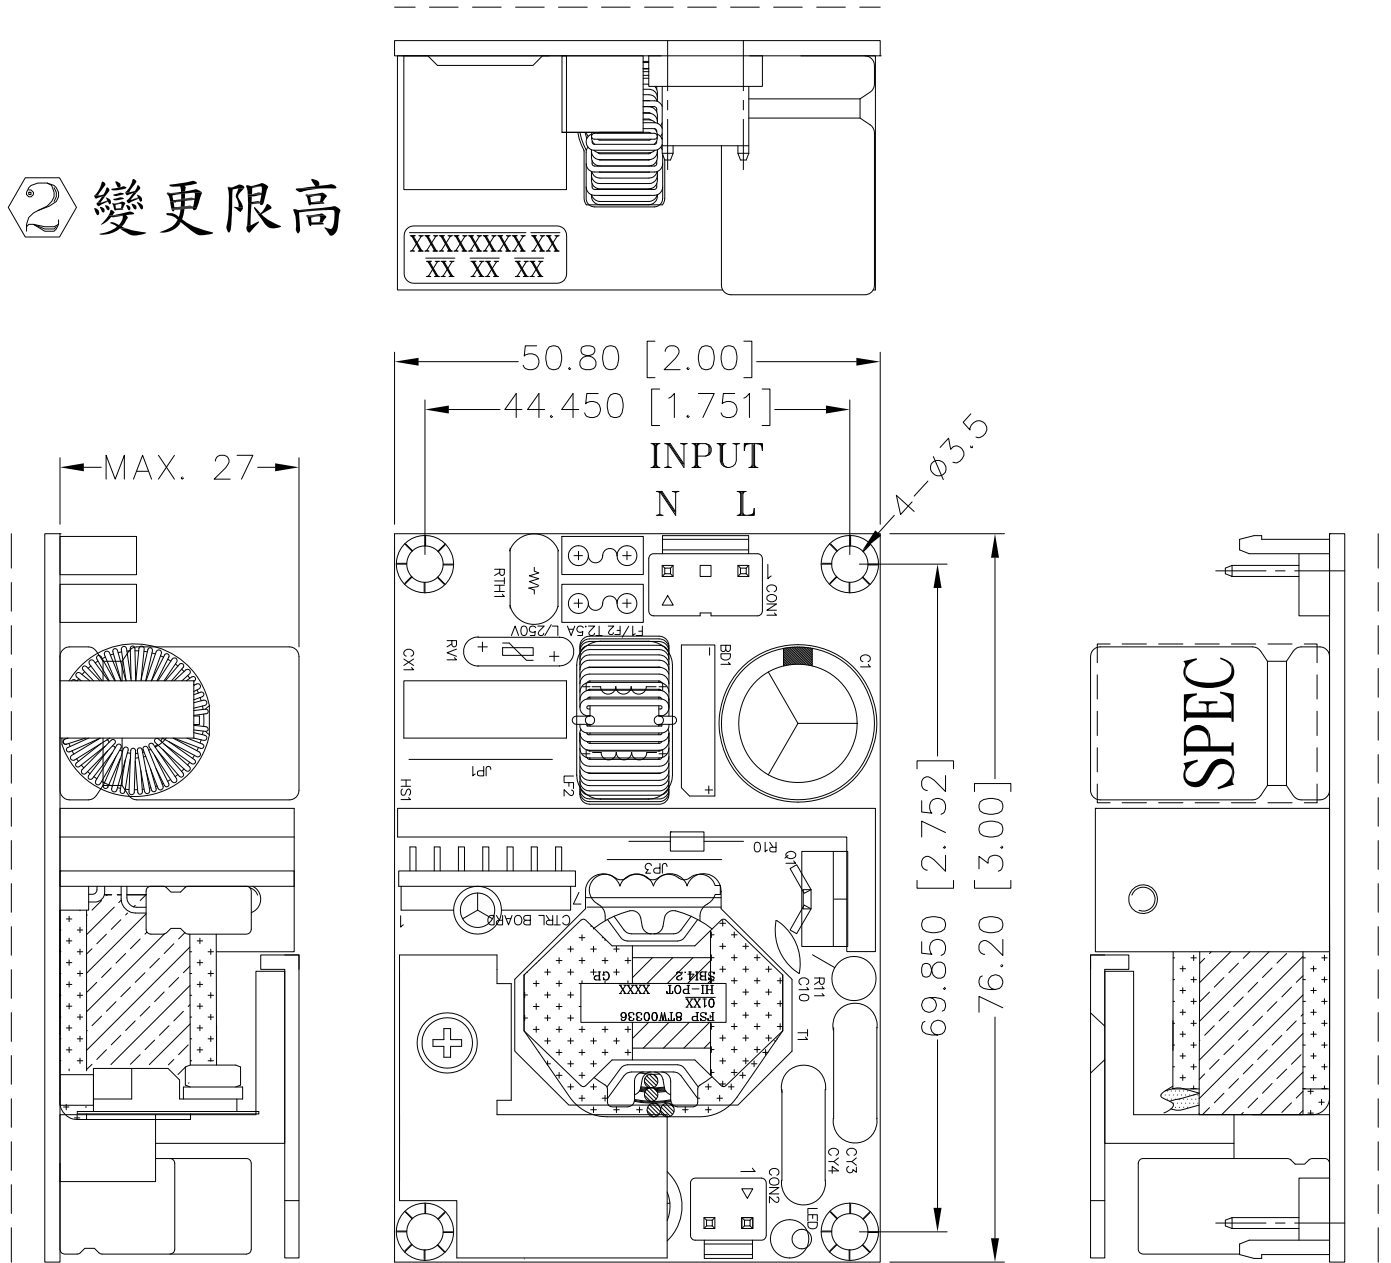 2 變更限高
XXXXXXXX XX
XX XX XX
50.80 [2.00]
44.450 [1.751]
MAX. 27
INPUT
N L
4-ø3.5
RTH1
1
CON1
F1/F2 T2.5A L/250V
RV1
CX1
BD1
C1
SPEC
JP1
HS1
LF2
69.850 [2.752]
76.20 [3.00]
R10
JP3
Q1
7
1
CTRL BOARD
FSP 8TW00336
01XX
HI-POT XXXX
SBI4.2 GP
R11
C10
T1
CY3
CY4
1
CON2
LED